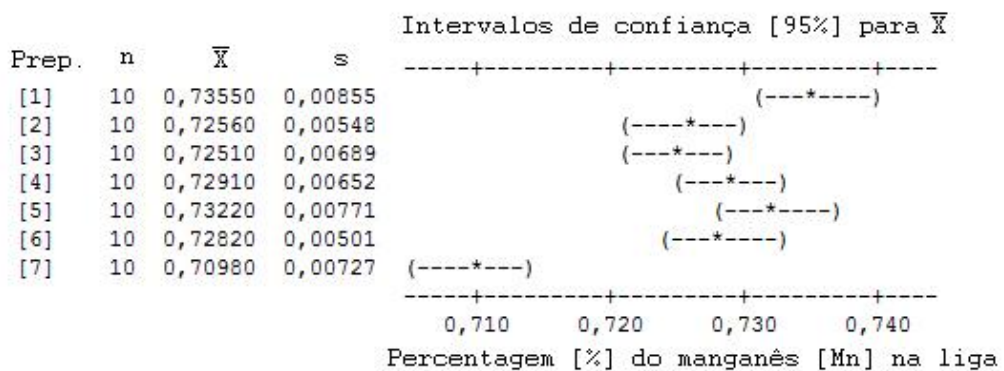 Intervalos de confiança [95%] para X̅
Prep. n X̅ s -----+---------+---------+---------+----
[1] 10 0,73550 0,00855 (---*----)
[2] 10 0,72560 0,00548 (----*---)
[3] 10 0,72510 0,00689 (---*---)
[4] 10 0,72910 0,00652 (---*---)
[5] 10 0,73220 0,00771 (---*----)
[6] 10 0,72820 0,00501 (---*----)
[7] 10 0,70980 0,00727 (----*---)
-----+---------+---------+---------+----
0,710 0,720 0,730 0,740
Percentagem [%] do manganês [Mn] na liga